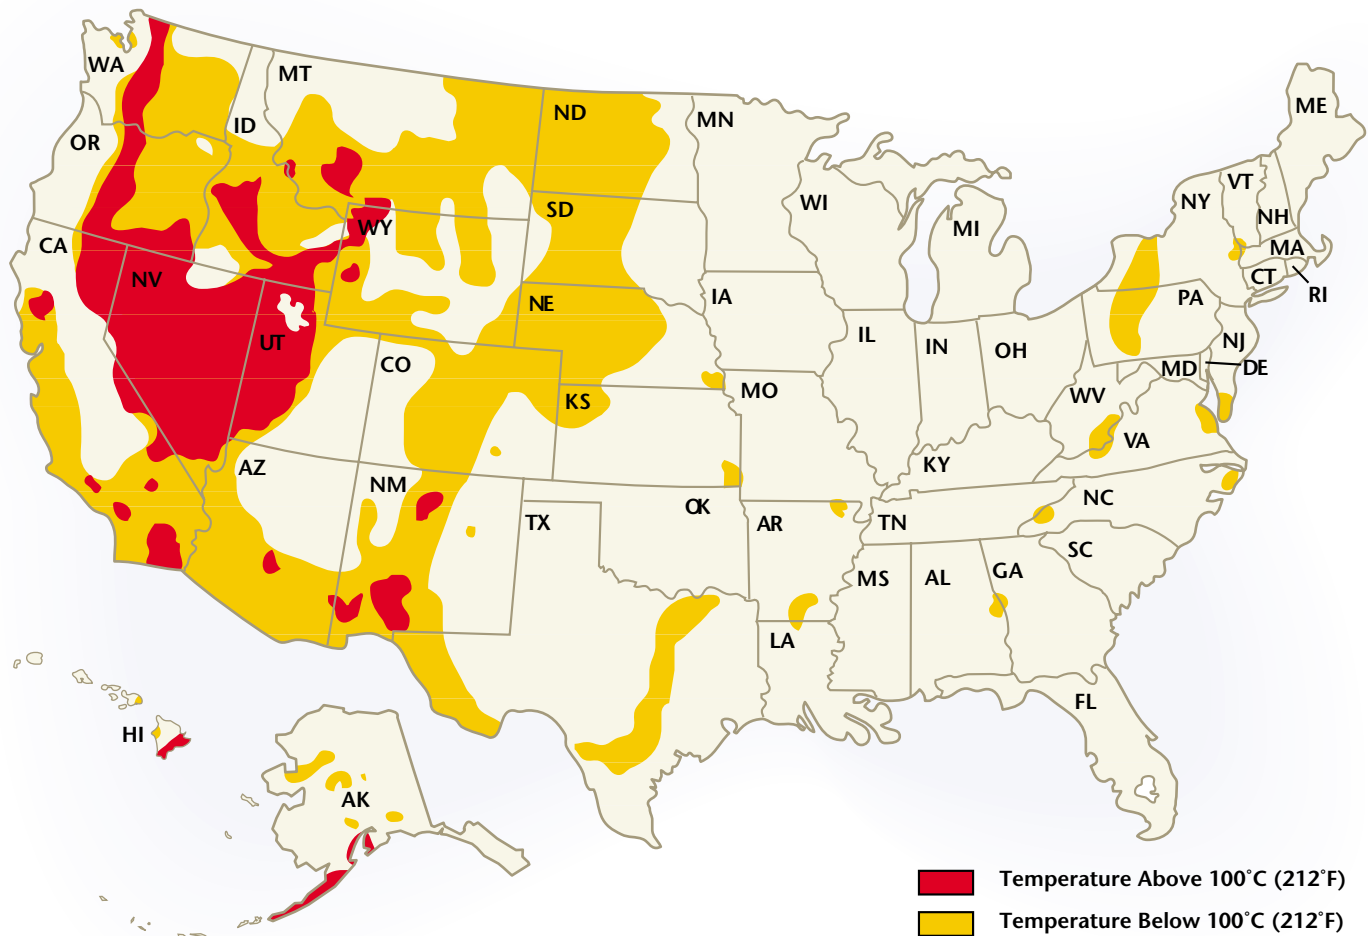 WA
MT
ND
MN
ME
OR
ID
VT
NY
NH
WI
SD
MI
WY
CA
MA
NV
CT
RI
NE
IA
PA
UT
IL
IN
OH
NJ
CO
MD
DE
KS
MO
WV
VA
AZ
KY
NM
NC
OK
TX
AR
TN
SC
MS
AL
GA
LA
FL
HI
AK
Temperature Above 100˚C (212˚F)
Temperature Below 100˚C (212˚F)